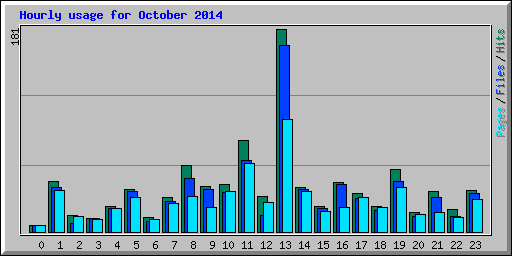 Hourly usage for October 2014
181
Pages/Files/Hits
0 1 2 3 4 5 6 7 8 9 10 11 12 13 14 15 16 17 18 19 20 21 22 23